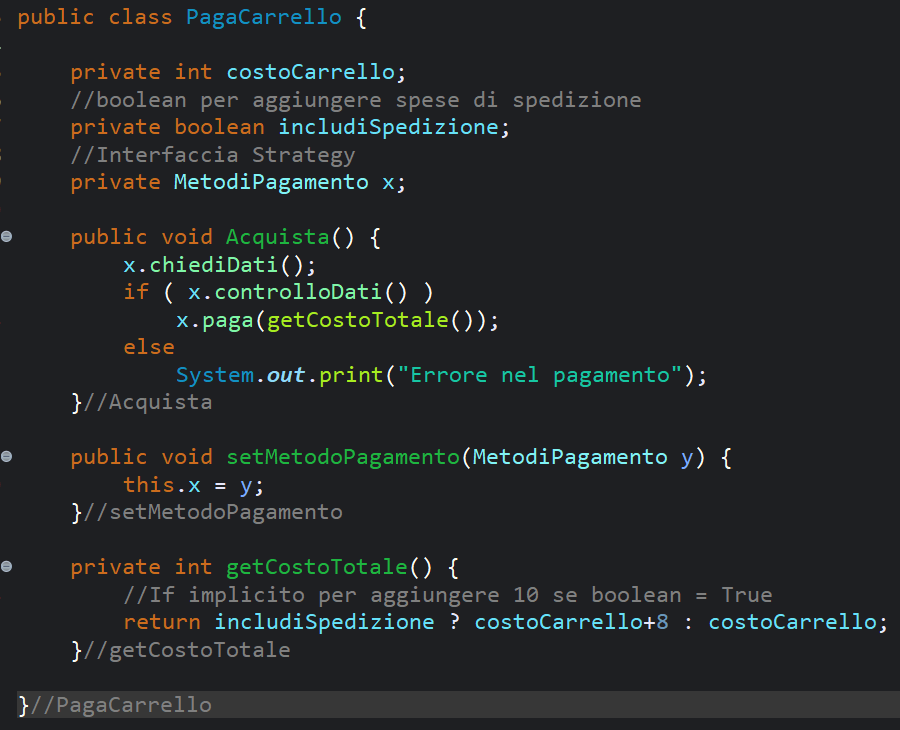 public class PagaCarrello {
private int costoCarrello;
//boolean per aggiungere spese di spedizione
private boolean includiSpedizione;
//Interfaccia Strategy
private MetodiPagamento x;
public void Acquista() {
x.chiediDati();
if ( x.controlloDati() )
x.paga(getCostoTotale());
else
System.out.print("Errore nel pagamento");
}//Acquista
public void setMetodoPagamento(MetodiPagamento y) {
this.x = y;
}//setMetodoPagamento
private int getCostoTotale() {
//If implicito per aggiungere 10 se boolean = True
return includiSpedizione ? costoCarrello+8 : costoCarrello;
}//getCostoTotale
}//PagaCarrello